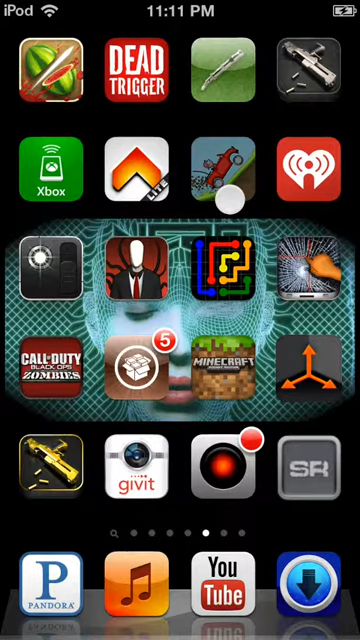 iPod
11:11 PM
DEAD
TRIGGER
Xbox
LITE
CALL OF DUTY
BLACK OPS
ZOMBIES
5
MINECRAFT
givit
SR
P
PANDORA
You
Tube